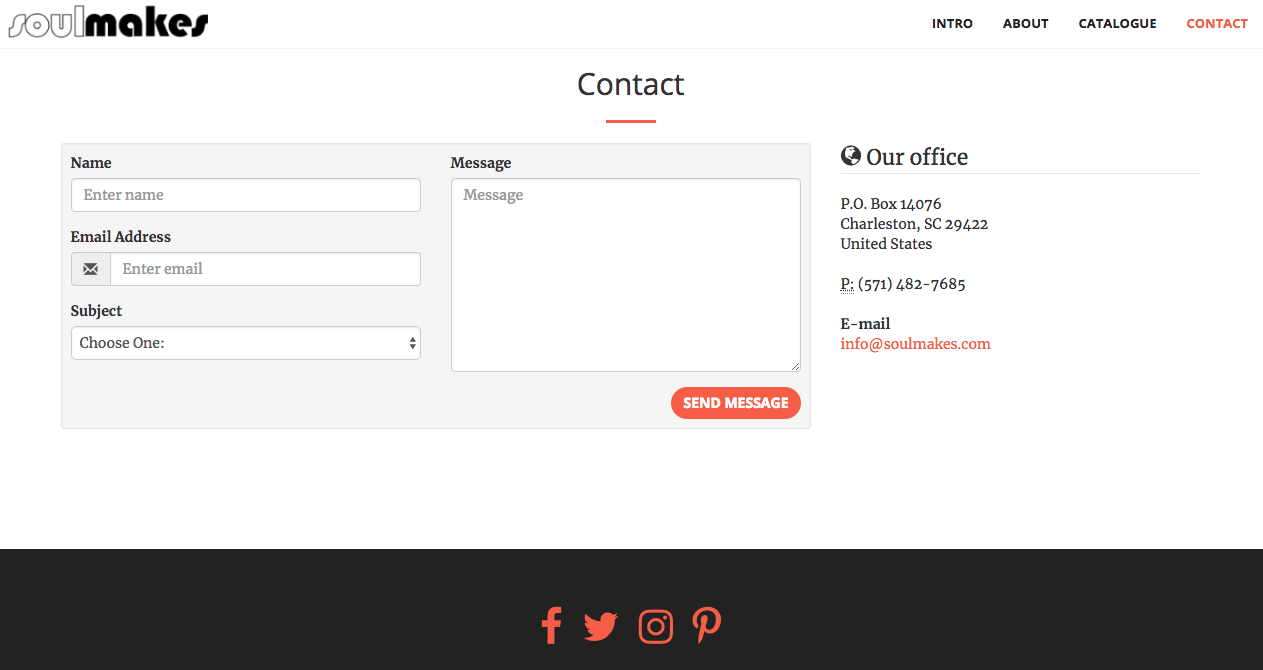 soulmakes
INTRO ABOUT CATALOGUE CONTACT
Contact
Name
Enter name
Email Address
Enter email
Subject
Choose One:
Message
Message
SEND MESSAGE
Our office
P.O. Box 14076
Charleston, SC 29422
United States
P: (571) 482-7685
E-mail
info@soulmakes.com